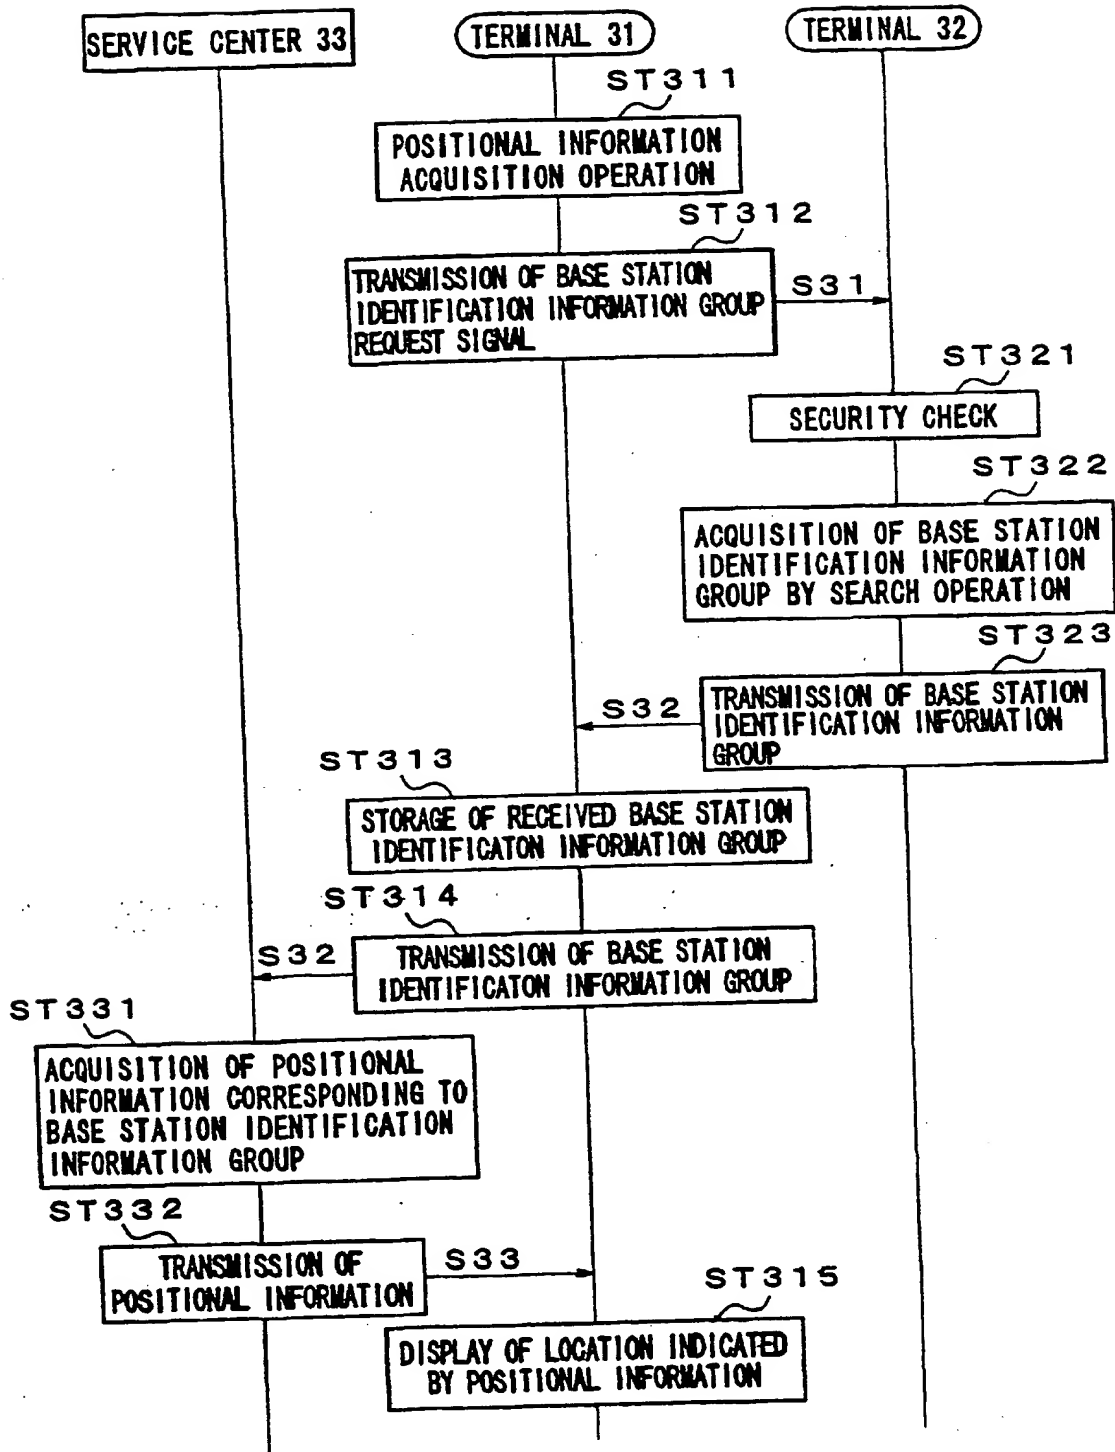 SERVICE CENTER 33
TERMINAL 31
TERMINAL 32
ST311
POSITIONAL INFORMATION
ACQUISITION OPERATION
ST312
TRANSMISSION OF BASE STATION
IDENTIFICATION INFORMATION GROUP
REQUEST SIGNAL
S31
ST321
SECURITY CHECK
ST322
ACQUISITION OF BASE STATION
IDENTIFICATION INFORMATION
GROUP BY SEARCH OPERATION
ST323
TRANSMISSION OF BASE STATION
IDENTIFICATION INFORMATION
GROUP
S32
ST313
STORAGE OF RECEIVED BASE STATION
IDENTIFICATON INFORMATION GROUP
ST314
TRANSMISSION OF BASE STATION
IDENTIFICATON INFORMATION GROUP
S32
ST331
ACQUISITION OF POSITIONAL
INFORMATION CORRESPONDING TO
BASE STATION IDENTIFICATION
INFORMATION GROUP
ST332
TRANSMISSION OF
POSITIONAL INFORMATION
S33
ST315
DISPLAY OF LOCATION INDICATED
BY POSITIONAL INFORMATION